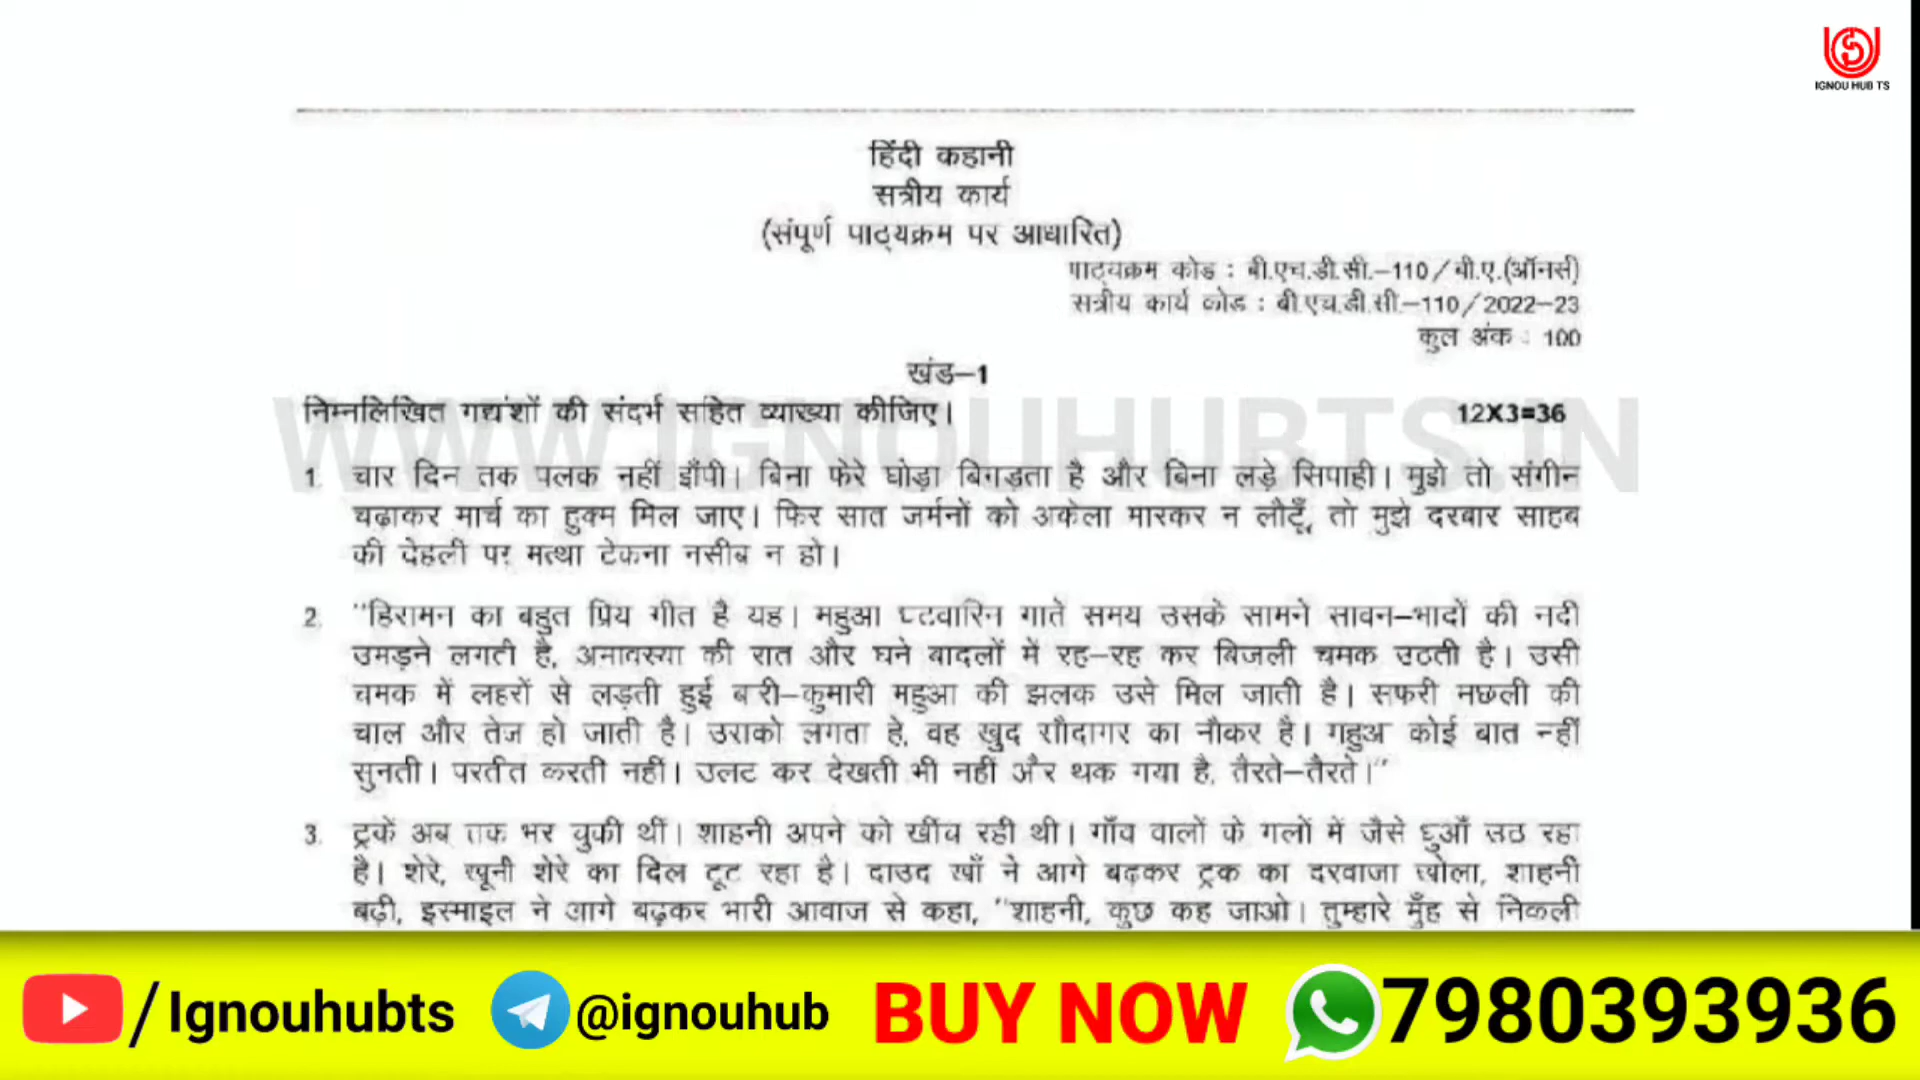 IGNOU HUB TS
हिंदी कहानी
सत्रीय कार्य
(संपूर्ण पाठ्यक्रम पर आधारित)
पाठ्यक्रम कोड : बी.एच.डी.सी.–110/बी.ए.(ऑनर्स)
सत्रीय कार्य कोड : बी.एच.डी.सी.–110/2022–23
कुल अंक : 100
खंड–1
निम्नलिखित गद्यांशों की संदर्भ सहित व्याख्या कीजिए। 12X3=36
WWW.IGNOUHUBTS.IN
1. चार दिन तक पलक नहीं झँपी। बिना फेरे घोड़ा बिगड़ता है और बिना लड़े सिपाही। मुझे तो संगीन
चढ़ाकर मार्च का हुक्म मिल जाए। फिर सात जर्मनों को अकेला मारकर न लौटूँ, तो मुझे दरबार साहब
की देहली पर मत्था टेकना नसीब न हो।
2. "हिरामन का बहुत प्रिय गीत है यह। महुआ घटवारिन गाते समय उसके सामने सावन–भादों की नदी
उमड़ने लगती है, अमावस्या की रात और घने बादलों में रह–रह कर बिजली चमक उठती है। उसी
चमक में लहरों से लड़ती हुई बारी–कुमारी महुआ की झलक उसे मिल जाती है। सफरी मछली की
चाल और तेज हो जाती है। उसको लगता है, वह खुद सौदागर का नौकर है। महुआ कोई बात नहीं
सुनती। परतीत करती नहीं। उलट कर देखती भी नहीं और थक गया है, तैरते–तैरते।"
3. ट्रकें अब तक भर चुकी थीं। शाहनी अपने को खींच रही थी। गाँव वालों के गलों में जैसे धुआँ उठ रहा
है। शेरे, खूनी शेरे का दिल टूट रहा है। दाउद खाँ ने आगे बढ़कर ट्रक का दरवाजा खोला, शाहनी
बढ़ी, इस्माइल ने आगे बढ़कर भारी आवाज से कहा, "शाहनी, कुछ कह जाओ। तुम्हारे मुँह से निकली
/Ignouhubts @ignouhub BUY NOW 7980393936